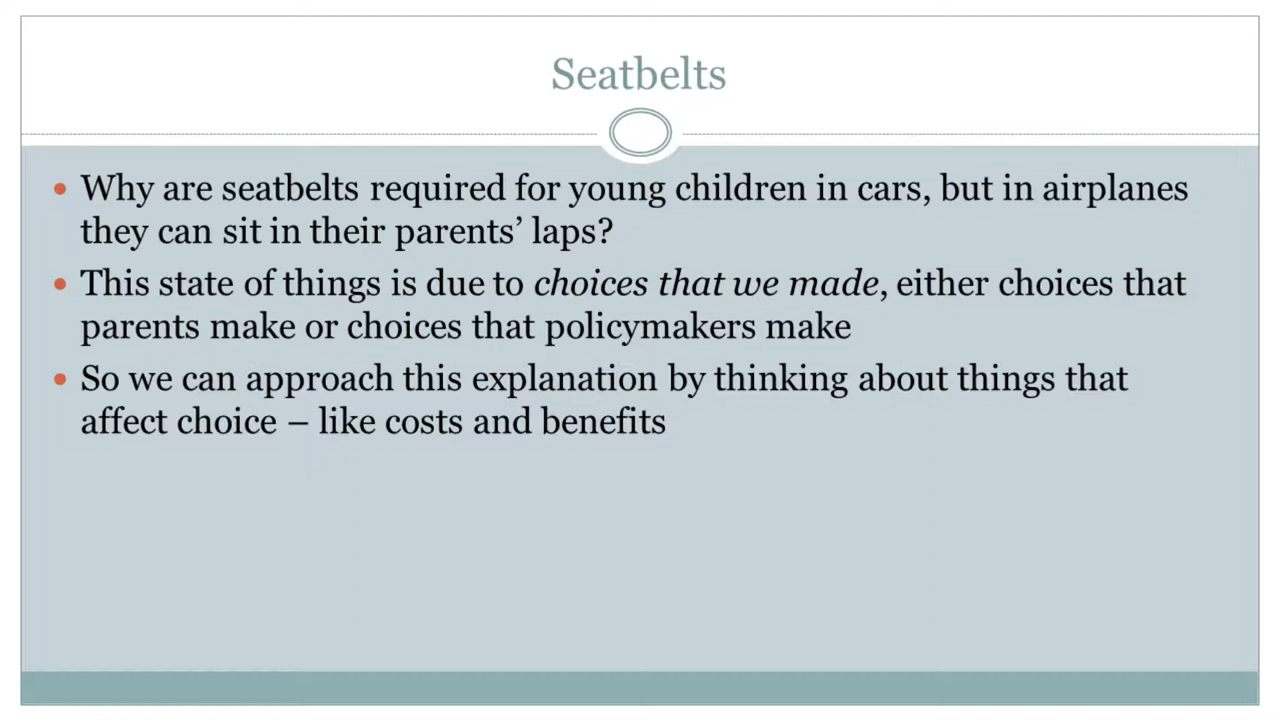 Seatbelts
• Why are seatbelts required for young children in cars, but in airplanes
they can sit in their parents’ laps?
• This state of things is due to choices that we made, either choices that
parents make or choices that policymakers make
• So we can approach this explanation by thinking about things that
affect choice – like costs and benefits